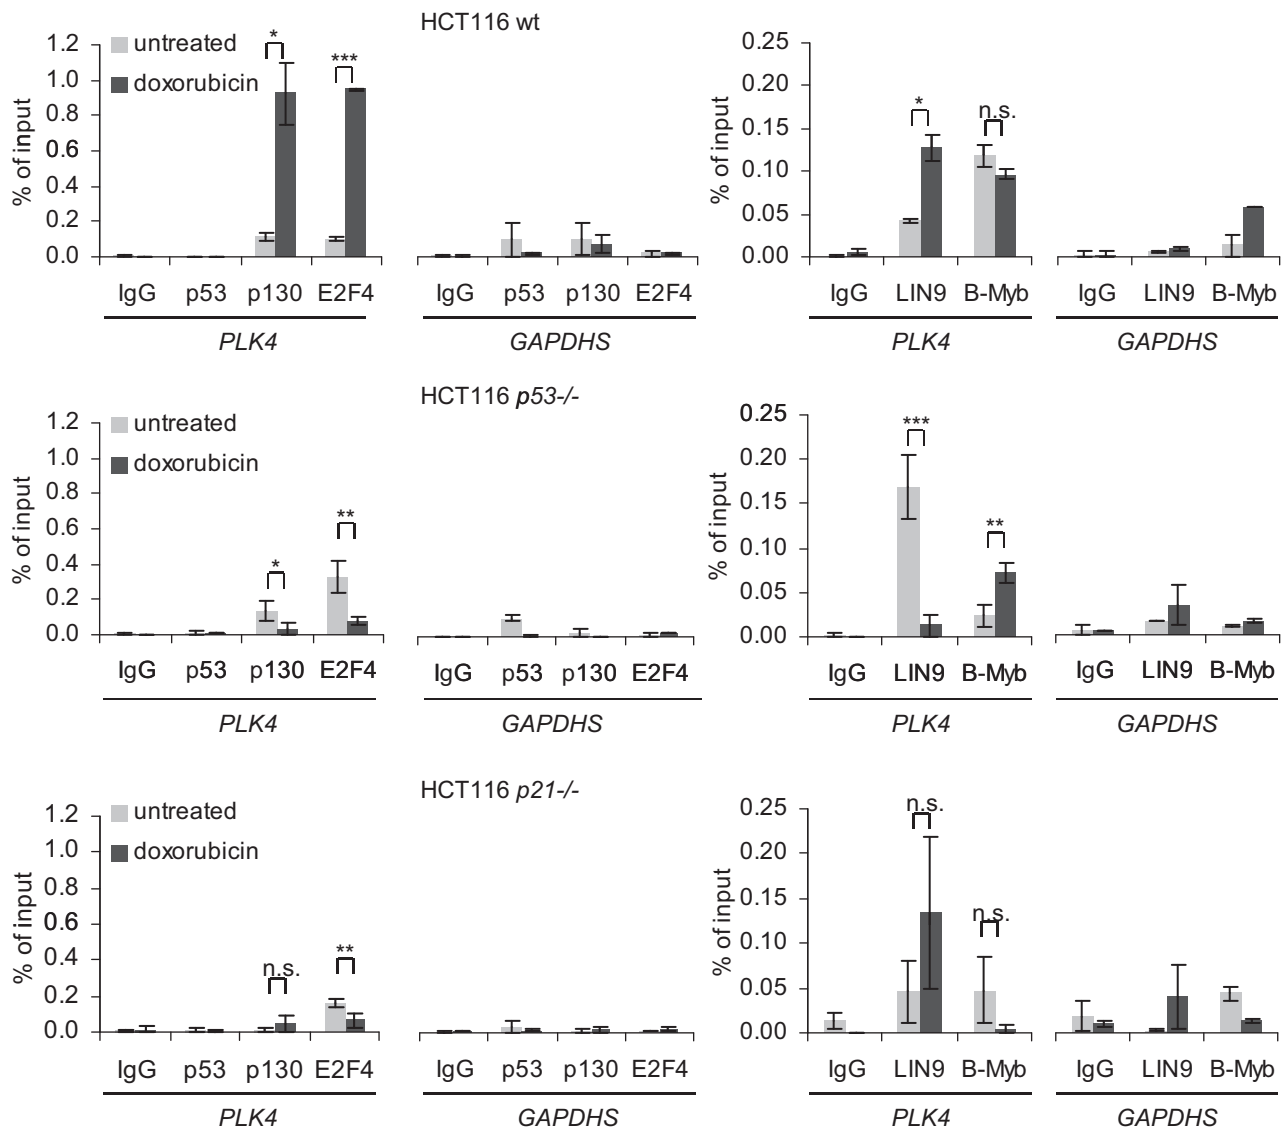 HCT116 wt
% of input
1.2
1.0
0.8
0.6
0.4
0.2
0.0
untreated
doxorubicin
*
***
IgG p53 p130 E2F4
PLK4
IgG p53 p130 E2F4
GAPDHS
% of input
0.25
0.20
0.15
0.10
0.05
0.00
*
n.s.
IgG LIN9 B-Myb
PLK4
IgG LIN9 B-Myb
GAPDHS
HCT116 p53-/-
% of input
1.2
1.0
0.8
0.6
0.4
0.2
0.0
untreated
doxorubicin
*
**
IgG p53 p130 E2F4
PLK4
IgG p53 p130 E2F4
GAPDHS
% of input
0.25
0.20
0.15
0.10
0.05
0.00
***
**
IgG LIN9 B-Myb
PLK4
IgG LIN9 B-Myb
GAPDHS
HCT116 p21-/-
% of input
1.2
1.0
0.8
0.6
0.4
0.2
0.0
untreated
doxorubicin
n.s.
**
IgG p53 p130 E2F4
PLK4
IgG p53 p130 E2F4
GAPDHS
% of input
0.25
0.20
0.15
0.10
0.05
0.00
n.s.
n.s.
IgG LIN9 B-Myb
PLK4
IgG LIN9 B-Myb
GAPDHS